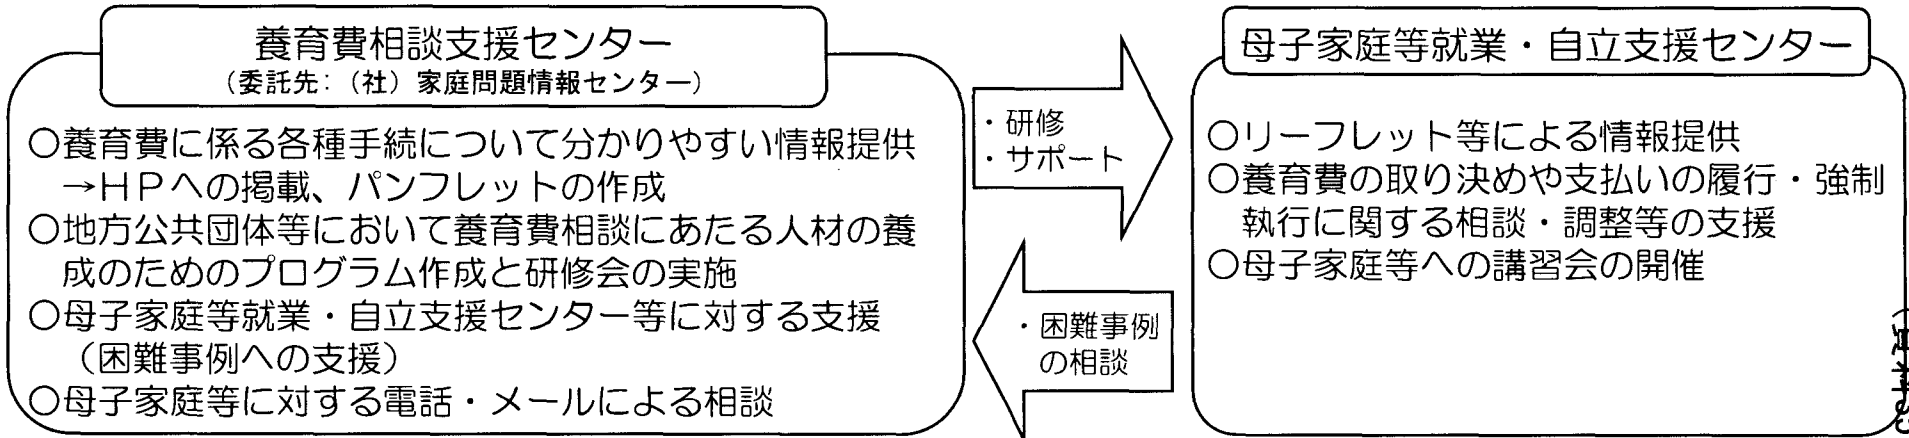 養育費相談支援センター
(委託先:(社)家庭問題情報センター)
○養育費に係る各種手続について分かりやすい情報提供
→HPへの掲載、パンフレットの作成
○地方公共団体等において養育費相談にあたる人材の養
成のためのプログラム作成と研修会の実施
○母子家庭等就業・自立支援センター等に対する支援
(困難事例への支援)
○母子家庭等に対する電話・メールによる相談
・研修
・サポート
・困難事例
の相談
母子家庭等就業・自立支援センター
○リーフレット等による情報提供
○養育費の取り決めや支払いの履行・強制
執行に関する相談・調整等の支援
○母子家庭等への講習会の開催